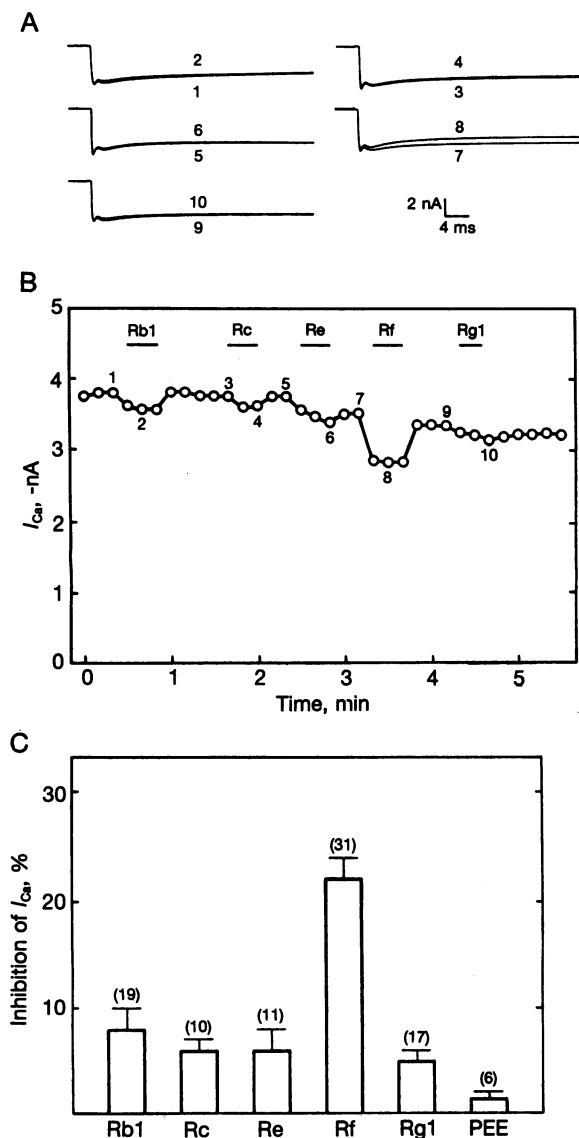 A
2 4
1 3
6 8
5 7
10 2 nA
9 4 ms
B
5
Rb1 Rc Re Rf Rg1
4
1 3 5 7 9
2 4 6 8 10
3
2
1
0
I_Ca, -nA
0 1 2 3 4 5
Time, min
C
30
20
10
Inhibition of I_Ca, %
(19) (10) (11) (31) (17) (6)
Rb1 Rc Re Rf Rg1 PEE